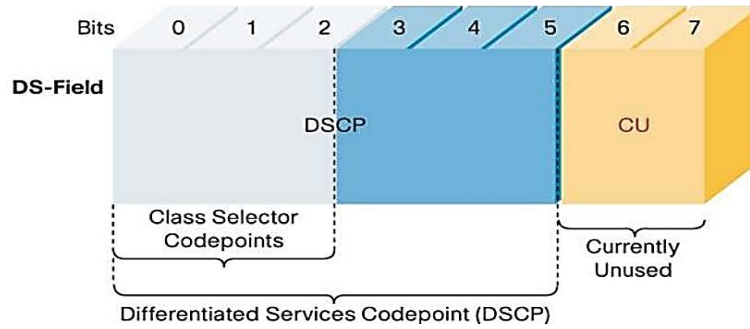 Bits 0 1 2 3 4 5 6 7
DS-Field
DSCP CU
Class Selector
Codepoints
Currently
Unused
Differentiated Services Codepoint (DSCP)